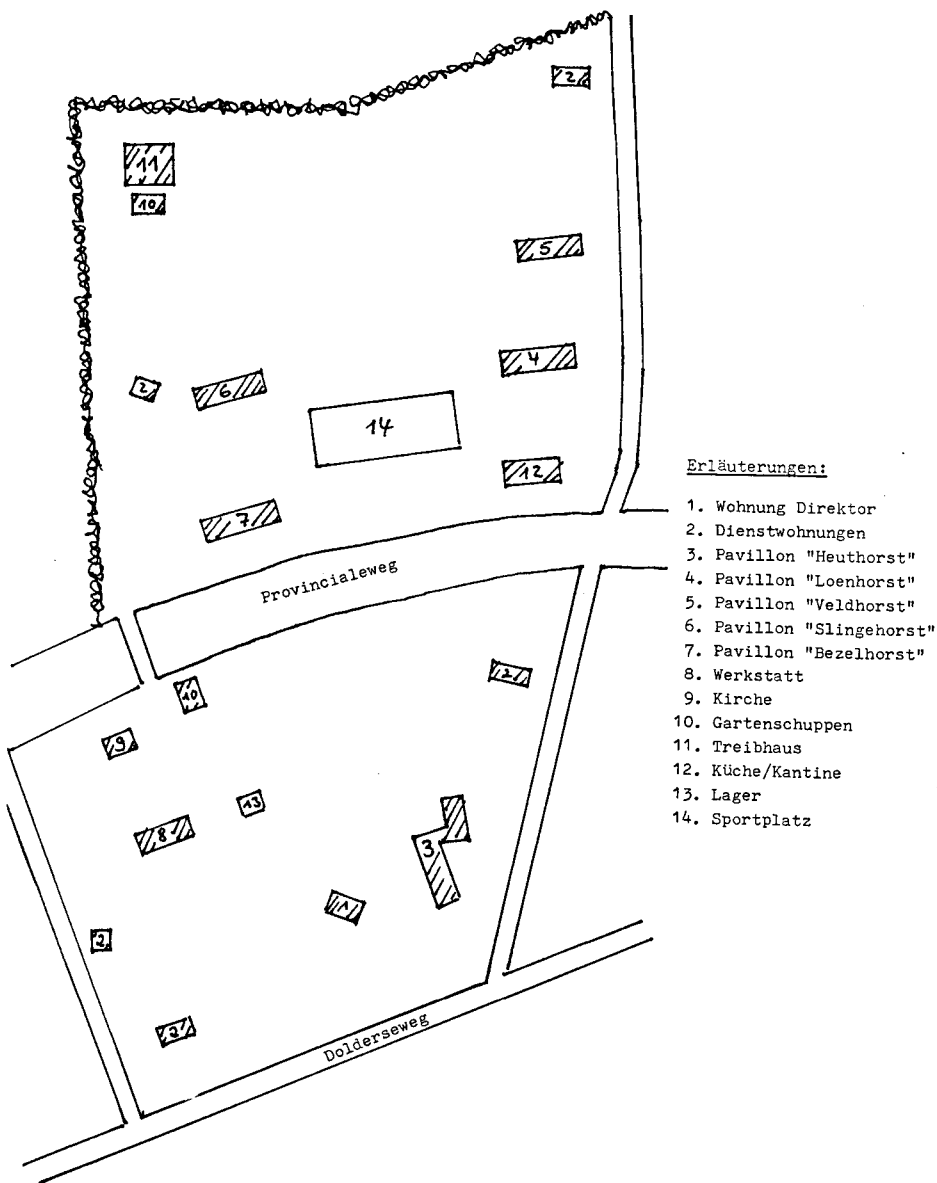 2
11
10
5
4
2
6
14
12
7
Provincialeweg
Erläuterungen:
1. Wohnung Direktor
2. Dienstwohnungen
3. Pavillon "Heuthorst"
4. Pavillon "Loenhorst"
5. Pavillon "Veldhorst"
6. Pavillon "Slingehorst"
7. Pavillon "Bezelhorst"
8. Werkstatt
9. Kirche
10. Gartenschuppen
11. Treibhaus
12. Küche/Kantine
13. Lager
14. Sportplatz
2
10
9
13
8
3
1
2
2
Dolderseweg